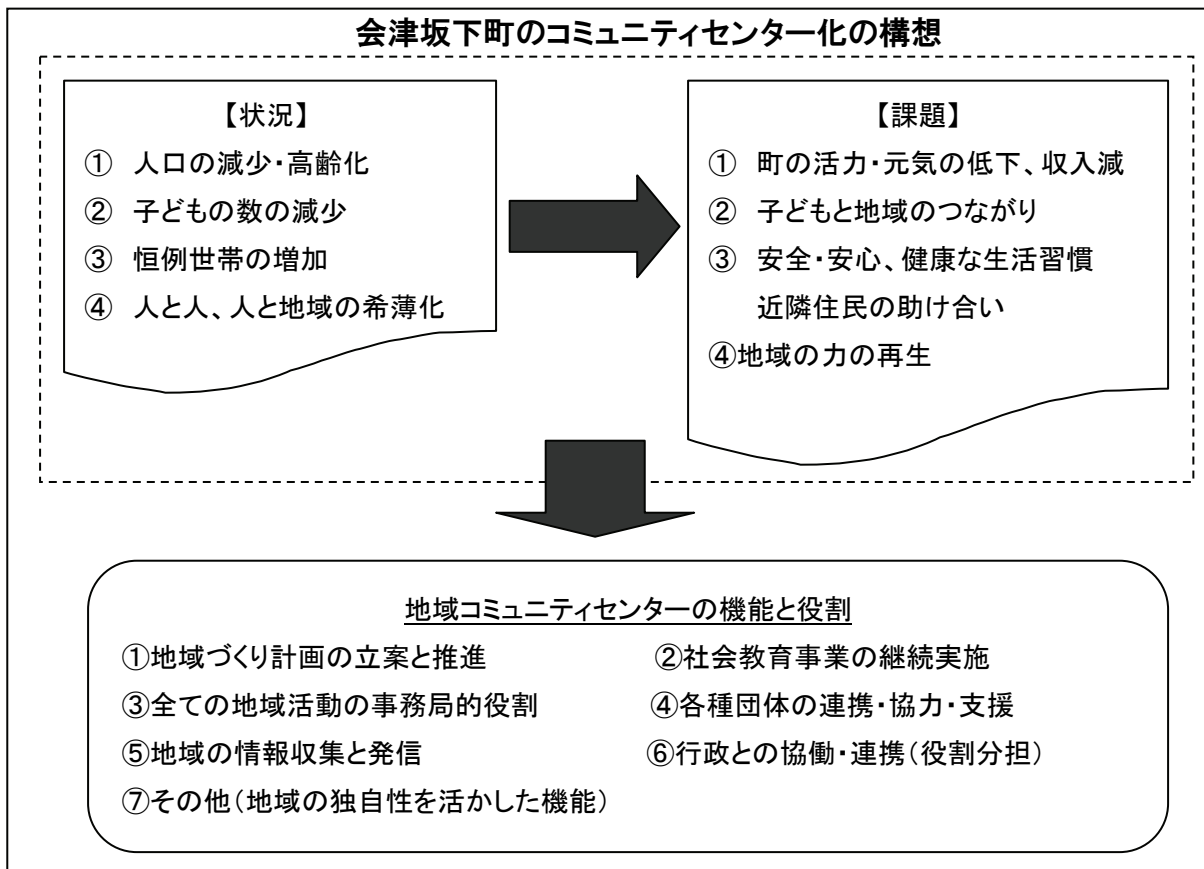 会津坂下町のコミュニティセンター化の構想
【状況】
① 人口の減少・高齢化
② 子どもの数の減少
③ 恒例世帯の増加
④ 人と人、人と地域の希薄化
【課題】
① 町の活力・元気の低下、収入減
② 子どもと地域のつながり
③ 安全・安心、健康な生活習慣
近隣住民の助け合い
④地域の力の再生
地域コミュニティセンターの機能と役割
①地域づくり計画の立案と推進 ②社会教育事業の継続実施
③全ての地域活動の事務局的役割 ④各種団体の連携・協力・支援
⑤地域の情報収集と発信 ⑥行政との協働・連携(役割分担)
⑦その他(地域の独自性を活かした機能)